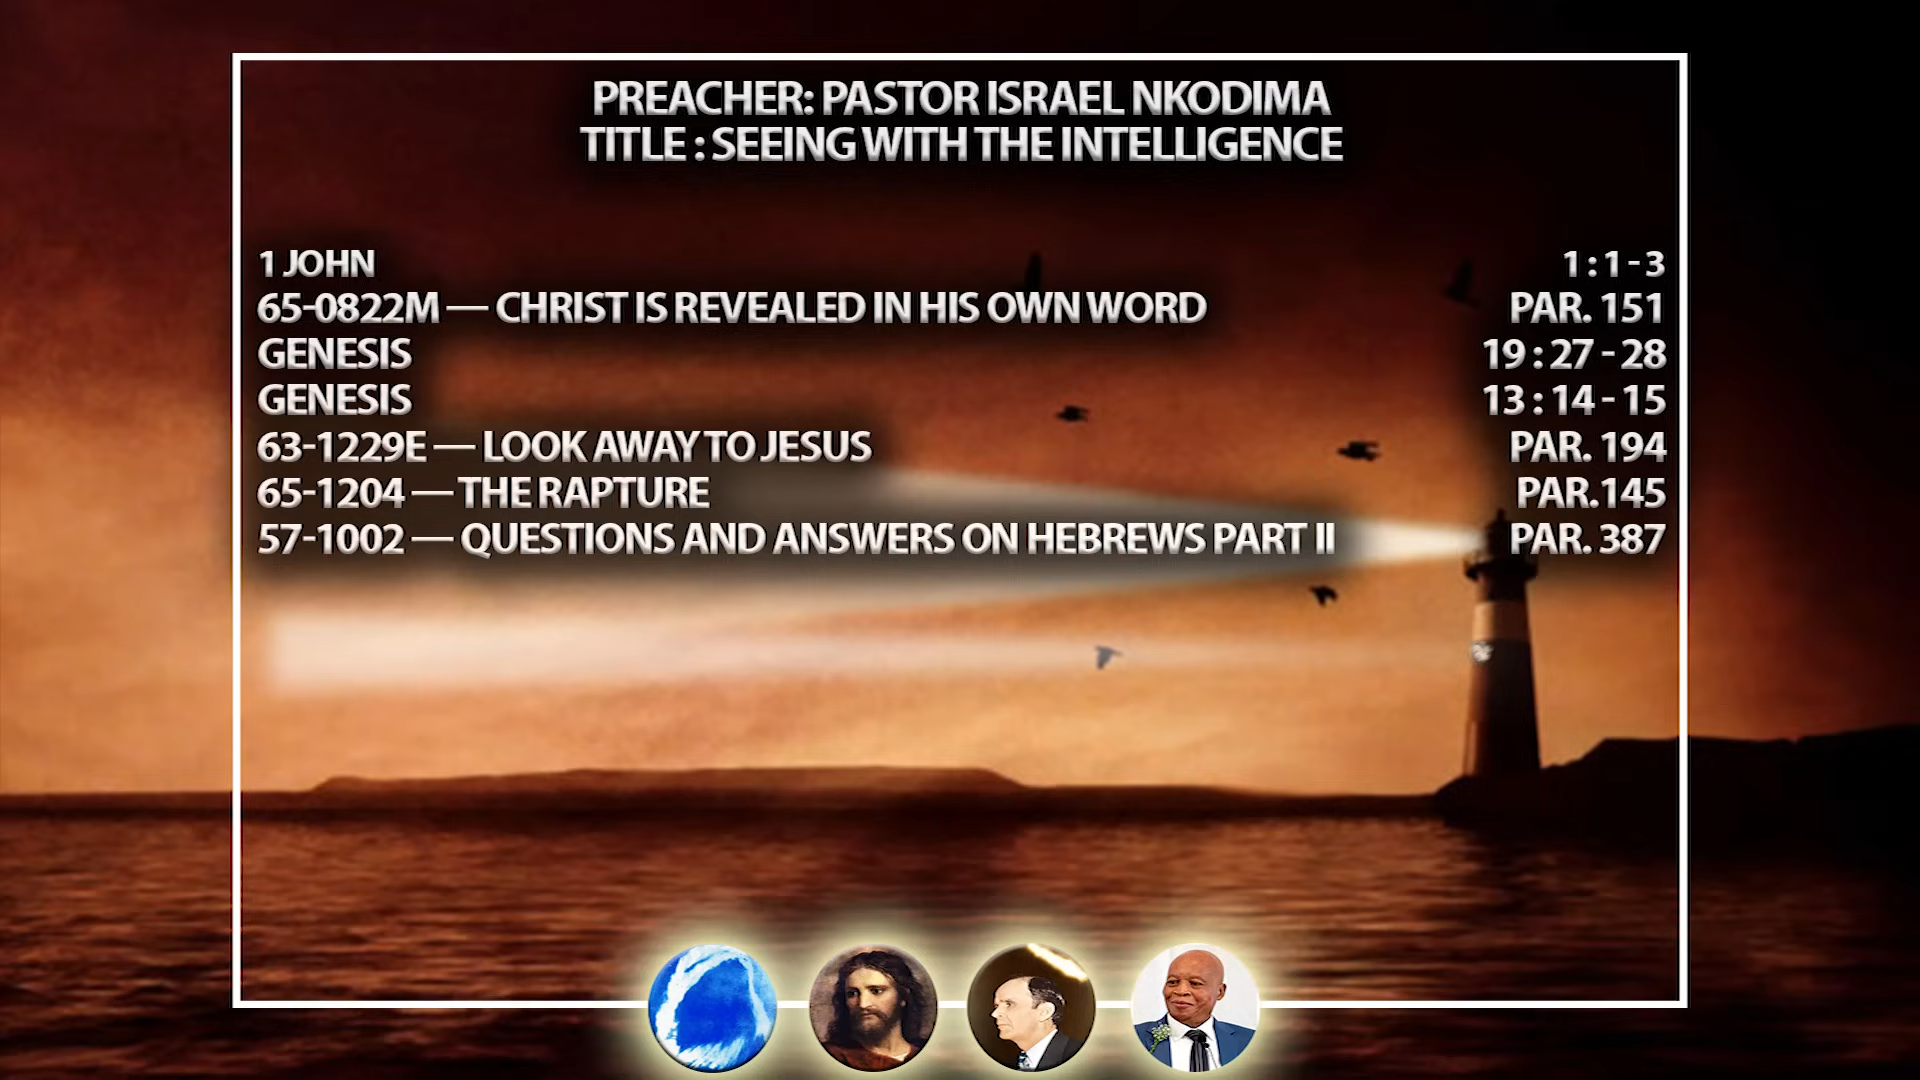 PREACHER: PASTOR ISRAEL NKODIMA
TITLE : SEEING WITH THE INTELLIGENCE
1 JOHN 1 : 1 - 3
65-0822M — CHRIST IS REVEALED IN HIS OWN WORD PAR. 151
GENESIS 19 : 27 - 28
GENESIS 13 : 14 - 15
63-1229E — LOOK AWAY TO JESUS PAR. 194
65-1204 — THE RAPTURE PAR.145
57-1002 — QUESTIONS AND ANSWERS ON HEBREWS PART II PAR. 387